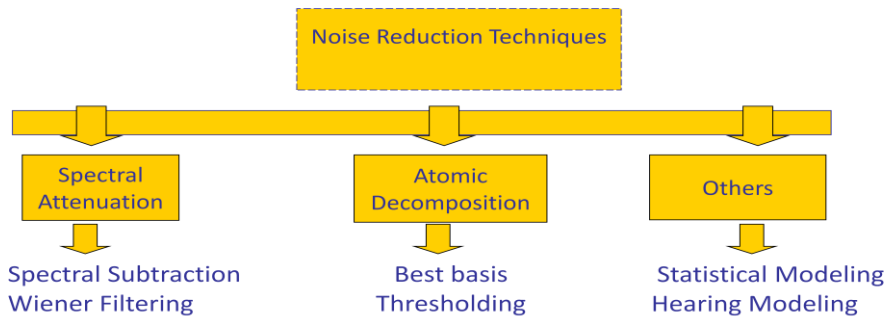 Noise Reduction Techniques
Spectral
Attenuation
Atomic
Decomposition
Others
Spectral Subtraction
Wiener Filtering
Best basis
Thresholding
Statistical Modeling
Hearing Modeling